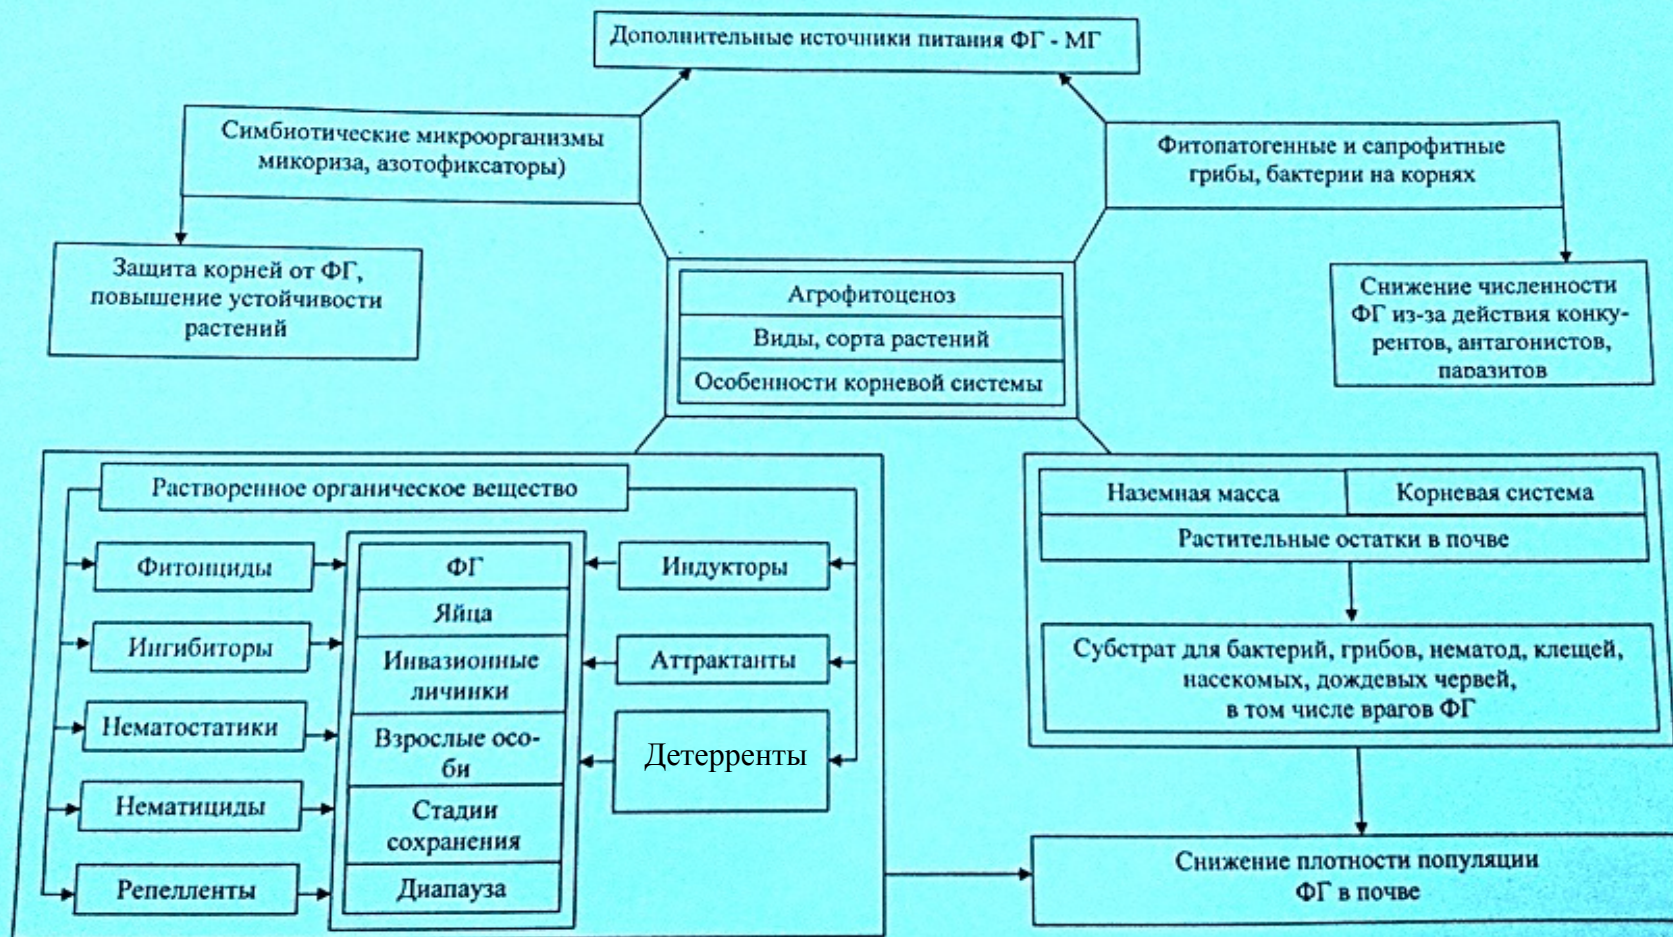 Дополнительные источники питания ФГ - МГ
Симбиотические микроорганизмы
микориза, азотофиксаторы)
Фитопатогенные и сапрофитные
грибы, бактерии на корнях
Защита корней от ФГ,
повышение устойчивости
растений
Агрофитоценоз
Виды, сорта растений
Особенности корневой системы
Снижение численности
ФГ из-за действия конку-
рентов, антагонистов,
паразитов
Растворенное органическое вещество
Фитонциды
Ингибиторы
Нематостатики
Нематициды
Репелленты
ФГ
Яйца
Инвазионные
личинки
Взрослые осо-
би
Стадии
сохранения
Диапауза
Индукторы
Аттрактанты
Детерренты
Наземная масса
Корневая система
Растительные остатки в почве
Субстрат для бактерий, грибов, нематод, клещей,
насекомых, дождевых червей,
в том числе врагов ФГ
Снижение плотности популяции
ФГ в почве